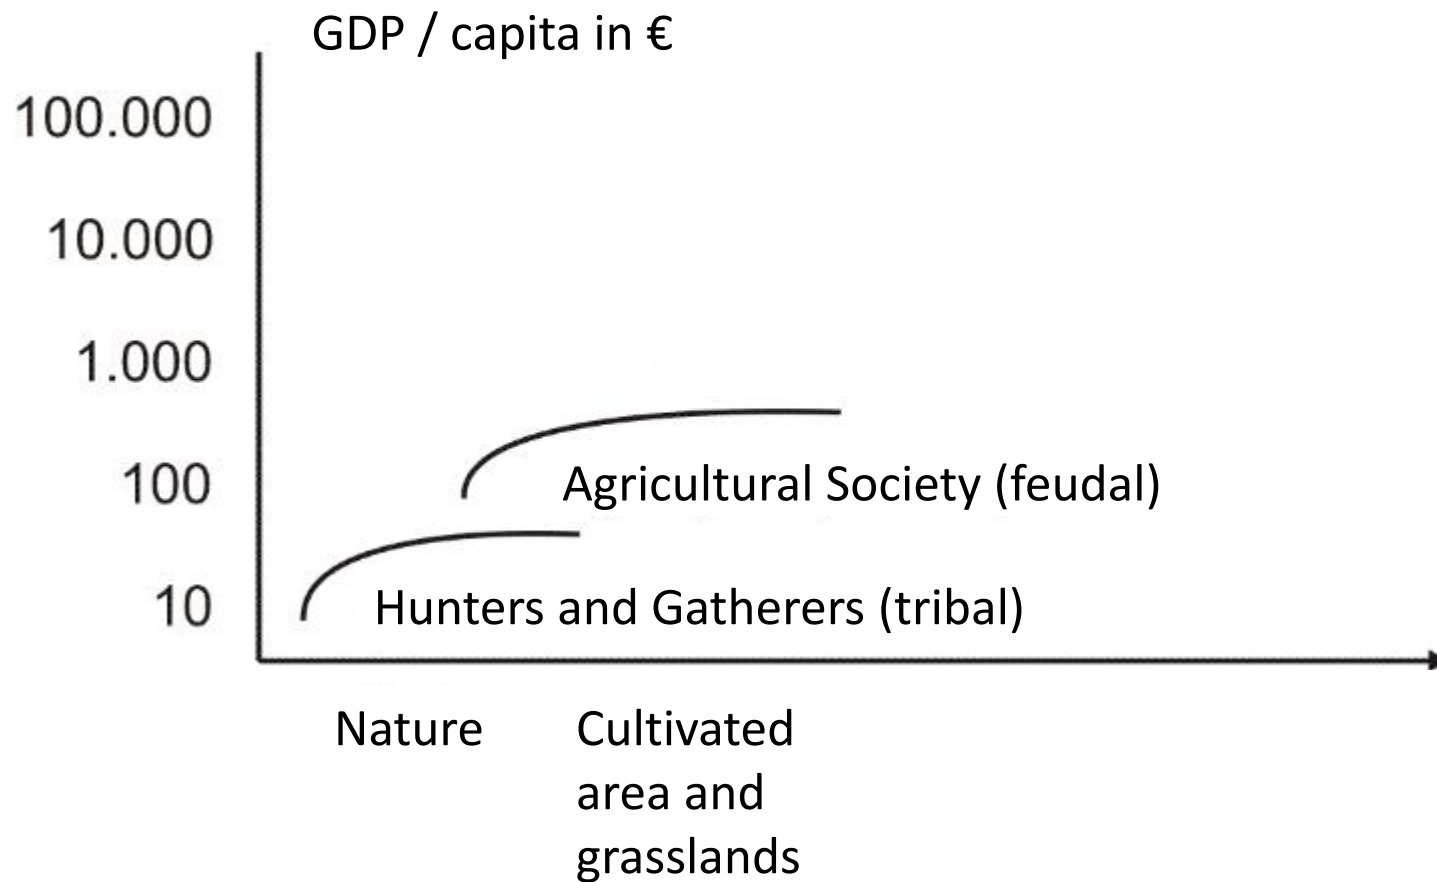 GDP / capita in €
100.000
10.000
1.000
100
Agricultural Society (feudal)
10
Hunters and Gatherers (tribal)
Nature
Cultivated
area and
grasslands